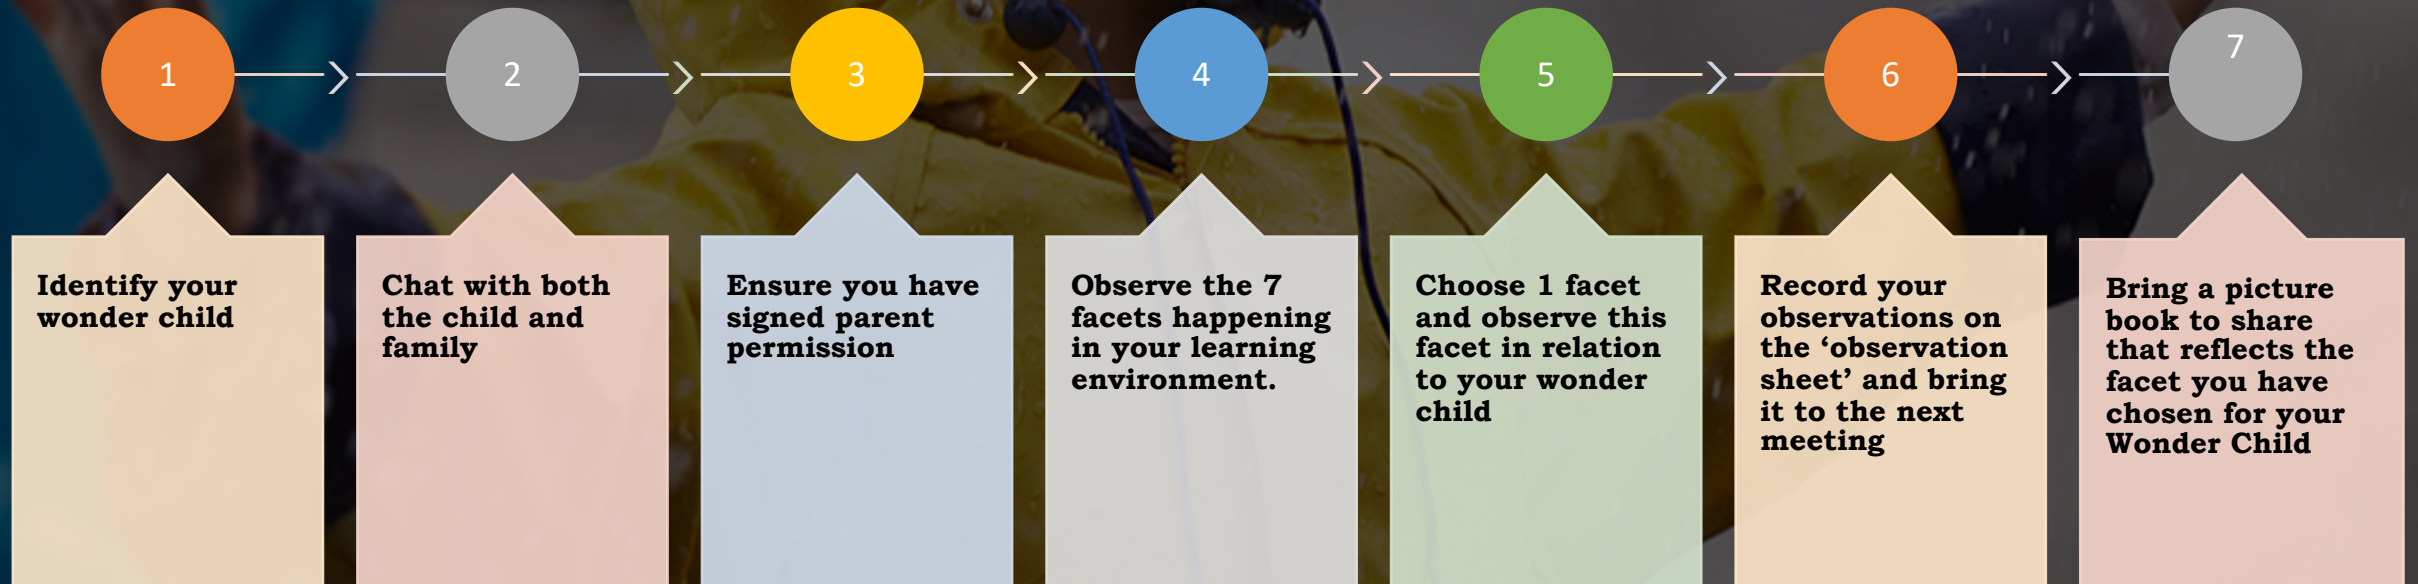 1
2
3
4
5
6
7
Identify your
wonder child
Chat with both
the child and
family
Ensure you have
signed parent
permission
Observe the 7
facets happening
in your learning
environment.
Choose 1 facet
and observe this
facet in relation
to your wonder
child
Record your
observations on
the ‘observation
sheet’ and bring
it to the next
meeting
Bring a picture
book to share
that reflects the
facet you have
chosen for your
Wonder Child